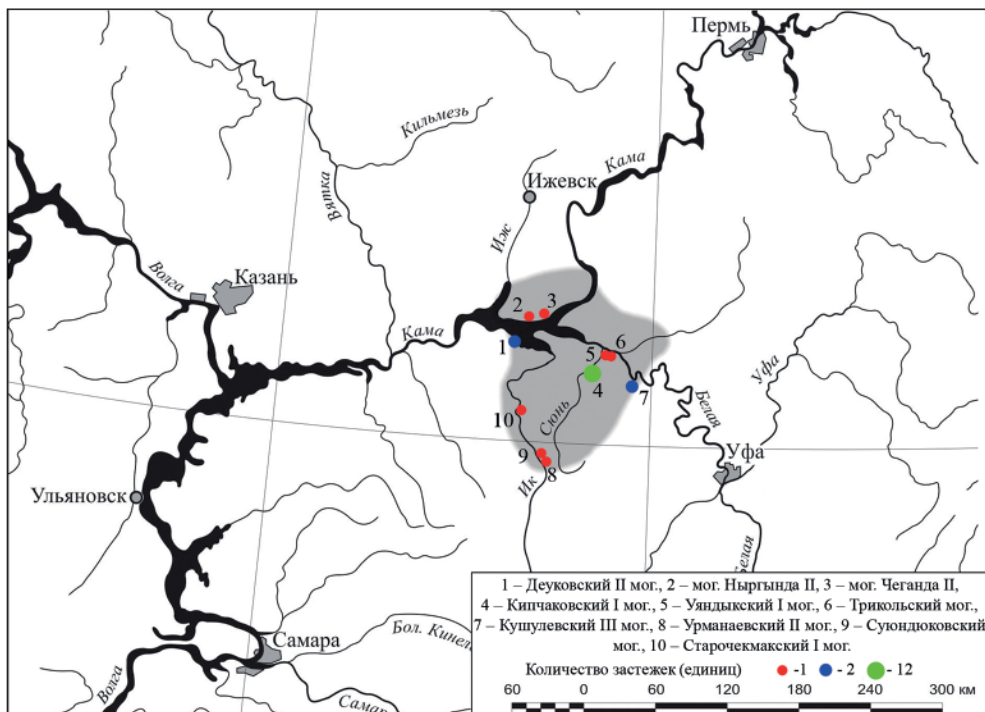 Пермь
Кильмезь
Кама
Ижевск
Вятка
Иж
Волга
Казань
2
3
Кама
1
6
5
4
7
Уфа
Белая
Сюнь
10
9
8
Уфа
Ик
Ульяновск
Белая
1 – Деуковский II мог., 2 – мог. Ныргында II, 3 – мог. Чеганда II,
4 – Кипчаковский I мог., 5 – Уяндыкский I мог., 6 – Трикольский мог.,
7 – Кушулевский III мог., 8 – Урманаевский II мог., 9 – Суюндюковский
мог., 10 – Старочекмакский I мог.
Самара
Бол. Кинель
Количество застежек (единиц) -1 - 2 - 12
Волга
Самар
60 0 60 120 180 240 300 км